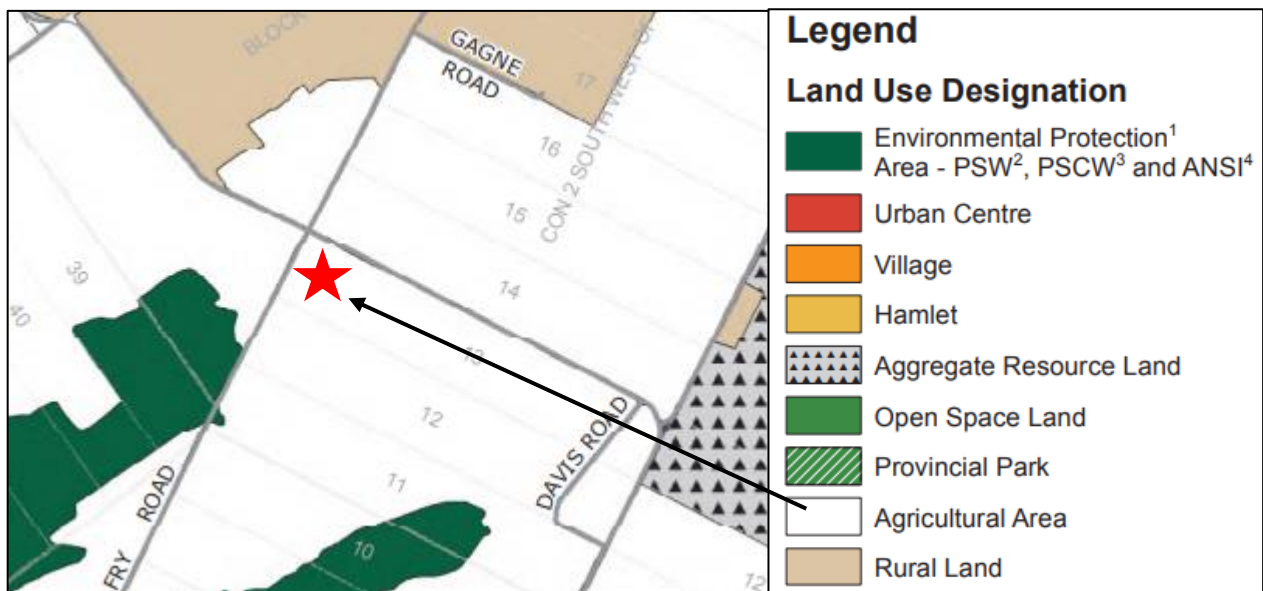 BLOCK
GAGNE
ROAD
17
CON 2 SOUTH WEST OF
16
15
14
39
40
13
12
11
10
DAVIS ROAD
FRY ROAD
12
Legend
Land Use Designation
Environmental Protection¹
Area - PSW², PSCW³ and ANSI⁴
Urban Centre
Village
Hamlet
Aggregate Resource Land
Open Space Land
Provincial Park
Agricultural Area
Rural Land